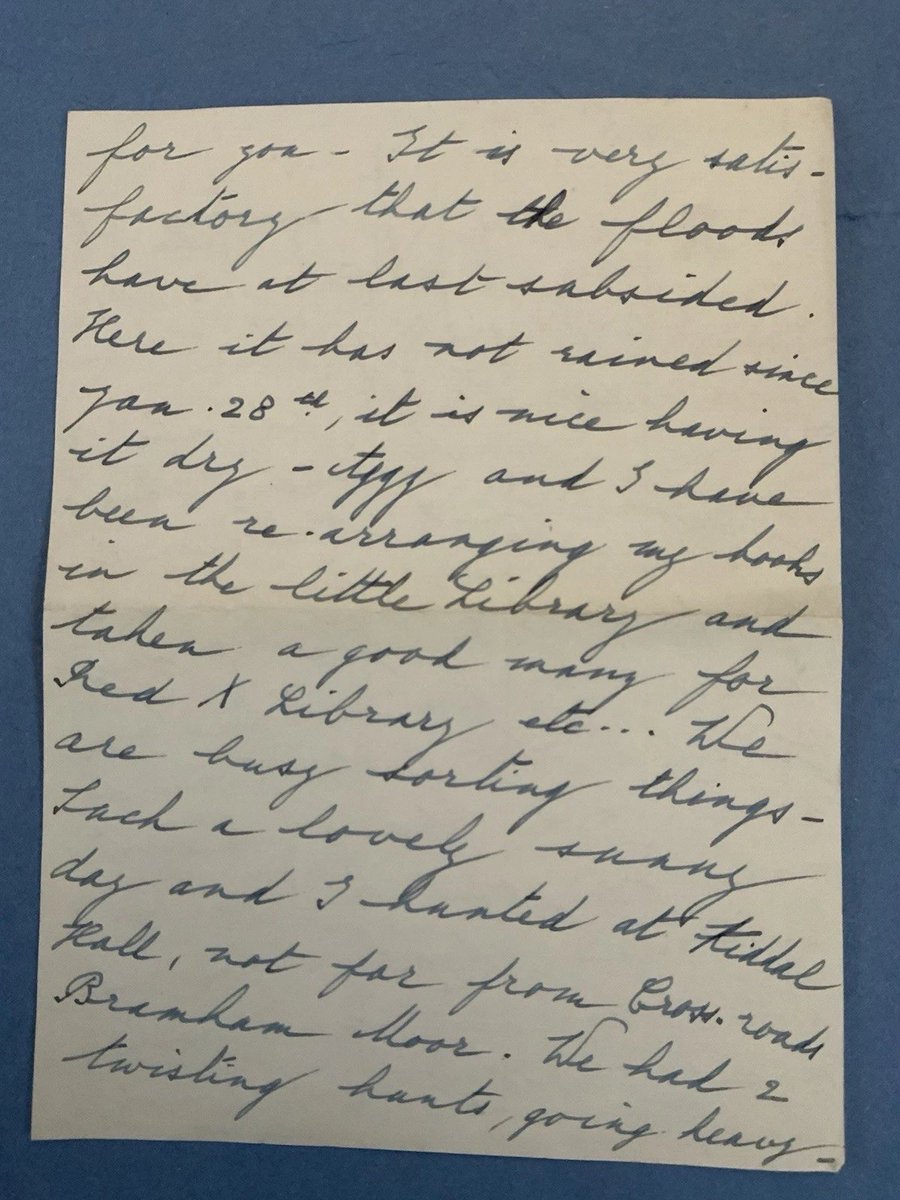 for you - It is very satis-
factory that the floods
have at last subsided.
Here it has not rained since
Jan. 28th, it is nice having
it dry - Aggy and I have
been re-arranging my books
in the little Library and
taken a good many for
Red X Library etc... We
are busy sorting things -
Such a lovely sunny
day and I hunted at Kiddal
Hall, not far from Cross-roads
Bramham Moor. We had 2
twisting hunts, going heavy -